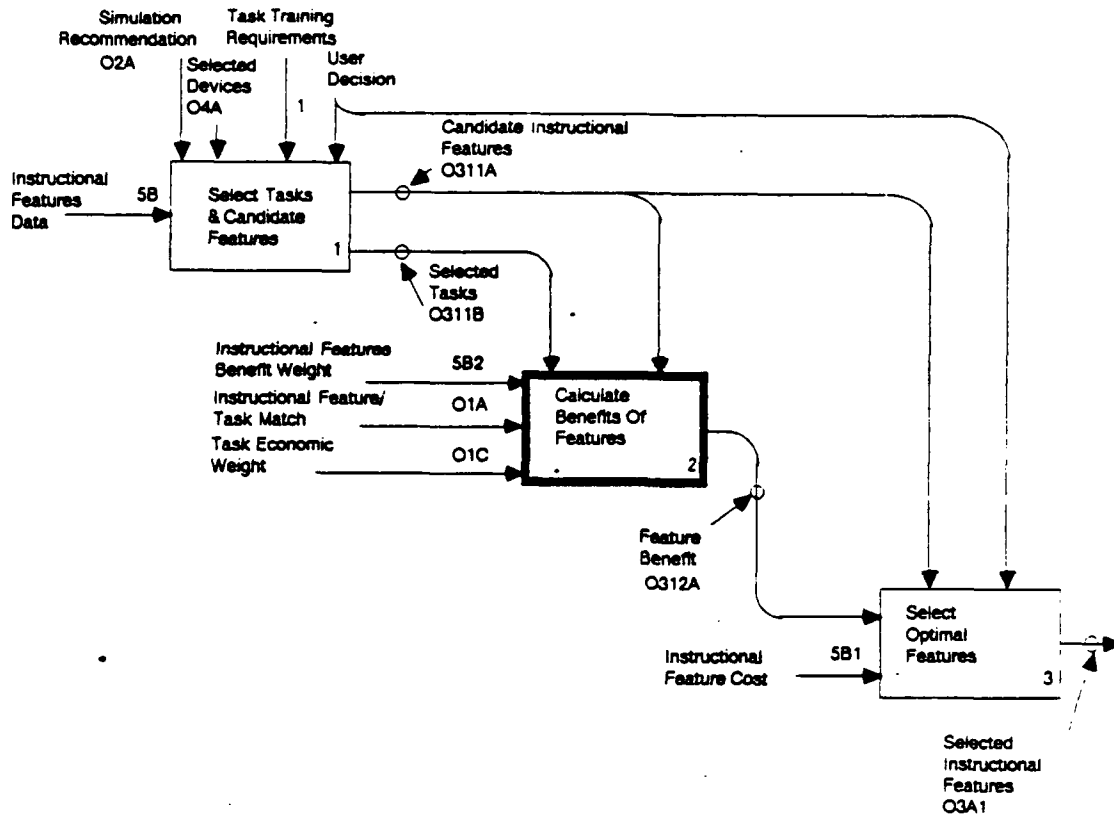 Simulation
Recommendation
O2A
Task Training
Requirements
1
Selected
Devices
O4A
User
Decision
Candidate Instructional
Features
O311A
Instructional
Features
Data
5B
Select Tasks
& Candidate
Features
1
Selected
Tasks
O311B
Instructional Features
Benefit Weight
5B2
Instructional Feature/
Task Match
O1A
Task Economic
Weight
O1C
Calculate
Benefits Of
Features
2
Feature
Benefit
O312A
Instructional
Feature Cost
5B1
Select
Optimal
Features
3
Selected
Instructional
Features
O3A1